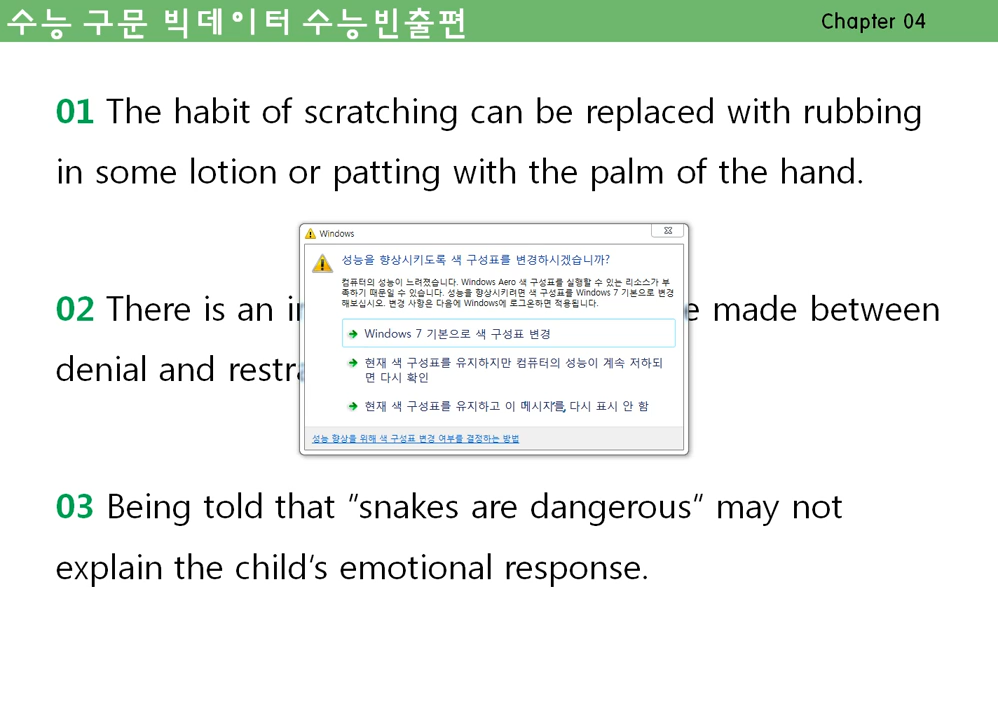 수능 구문 빅데이터 수능빈출편
Chapter 04
01 The habit of scratching can be replaced with rubbing
in some lotion or patting with the palm of the hand.
Windows
성능을 향상시키도록 색 구성표를 변경하시겠습니까?
컴퓨터의 성능이 느려졌습니다. Windows Aero 색 구성표를 실행할 수 있는 리소스가 부
족하기 때문일 수 있습니다. 성능을 향상시키려면 색 구성표를 Windows 7 기본으로 변경
해보십시오. 변경 사항은 다음에 Windows에 로그온하면 적용됩니다.
02 There is an made between
Windows 7 기본으로 색 구성표 변경
denial and
현재 색 구성표를 유지하지만 컴퓨터의 성능이 계속 저하되
면 다시 확인
현재 색 구성표를 유지하고 이 메시지를 다시 표시 안 함
성능 향상을 위해 색 구성표 변경 여부를 결정하는 방법
03 Being told that “snakes are dangerous“ may not
explain the child‘s emotional response.